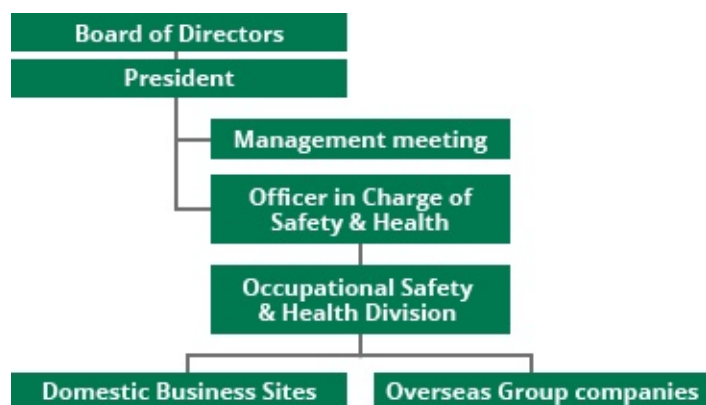 Board of Directors
President
Management meeting
Officer in Charge of
Safety & Health
Occupational Safety
& Health Division
Domestic Business Sites
Overseas Group companies